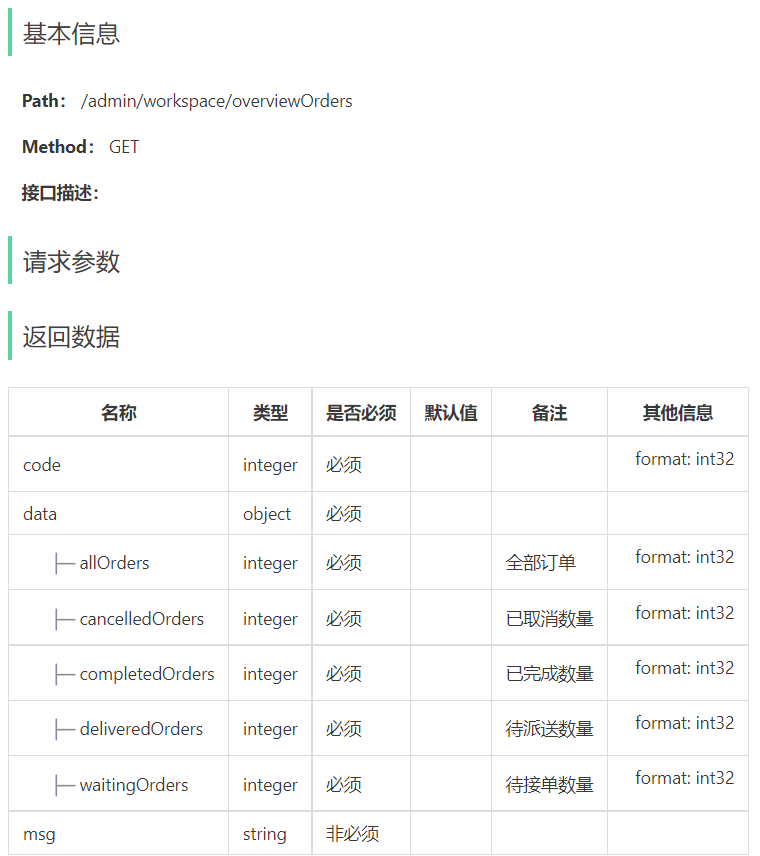 基本信息
Path： /admin/workspace/overviewOrders
Method： GET
接口描述：
请求参数
返回数据
名称 类型 是否必须 默认值 备注 其他信息
code integer 必须 format: int32
data object 必须
├─ allOrders integer 必须 全部订单 format: int32
├─ cancelledOrders integer 必须 已取消数量 format: int32
├─ completedOrders integer 必须 已完成数量 format: int32
├─ deliveredOrders integer 必须 待派送数量 format: int32
├─ waitingOrders integer 必须 待接单数量 format: int32
msg string 非必须